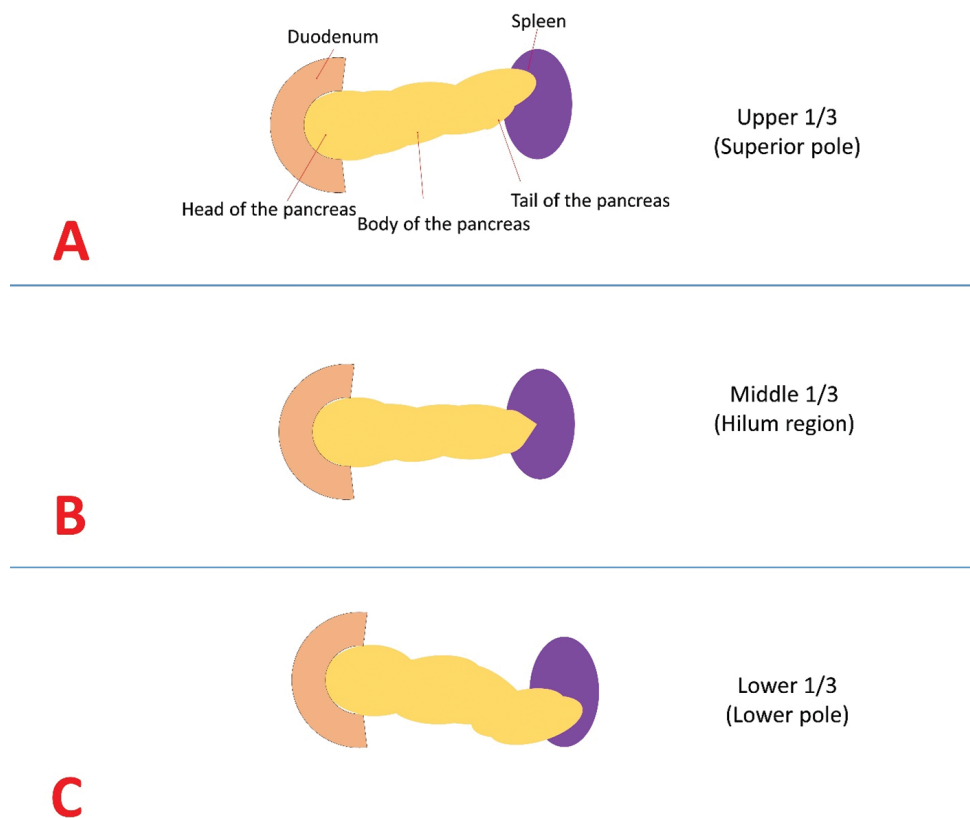 Spleen
Duodenum
Upper 1/3
(Superior pole)
Tail of the pancreas
Head of the pancreas
Body of the pancreas
A
Middle 1/3
(Hilum region)
B
Lower 1/3
(Lower pole)
C